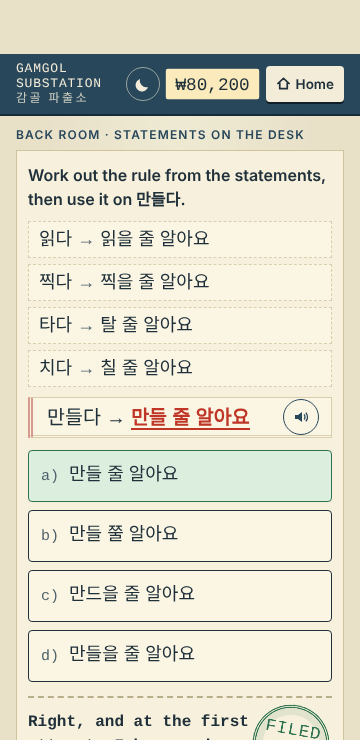 GAMGOL
SUBSTATION
감골 파출소
₩80,200
Home
BACK ROOM · STATEMENTS ON THE DESK
Work out the rule from the statements,
then use it on 만들다.
읽다 → 읽을 줄 알아요
찍다 → 찍을 줄 알아요
타다 → 탈 줄 알아요
치다 → 칠 줄 알아요
만들다 → 만들 줄 알아요
a) 만들 줄 알아요
b) 만들 쭐 알아요
c) 만드을 줄 알아요
d) 만들을 줄 알아요
Right, and at the first
FILED